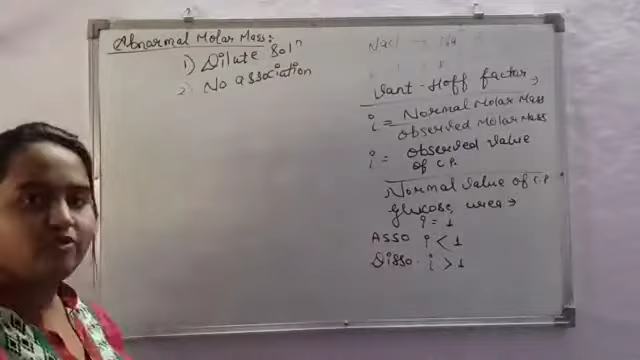 Abnormal Molar Mass:
1) Dilute Solⁿ
2) No association
Nacl →
Vant-Hoff factor,
i = Normal Molar Mass
observed Molar Mass
i = observed value
of C.P.
Normal value of C.P.
glucose, urea →
i = 1
Asso i < 1
Disso. i > 1